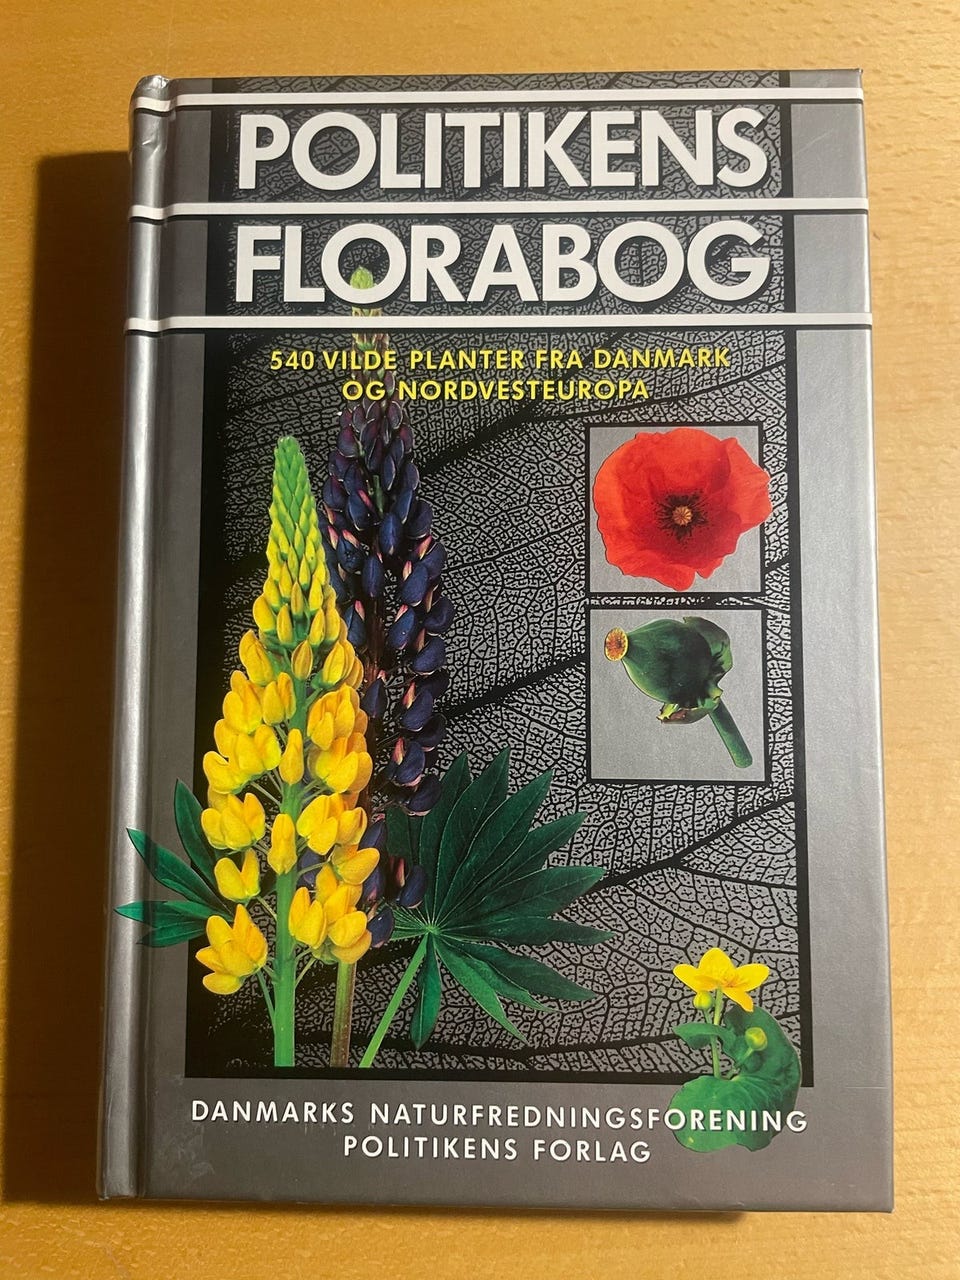 POLITIKENS
FLORABOG
540 VILDE PLANTER FRA DANMARK
OG NORDVESTEUROPA
DANMARKS NATURFREDNINGSFORENING
POLITIKENS FORLAG